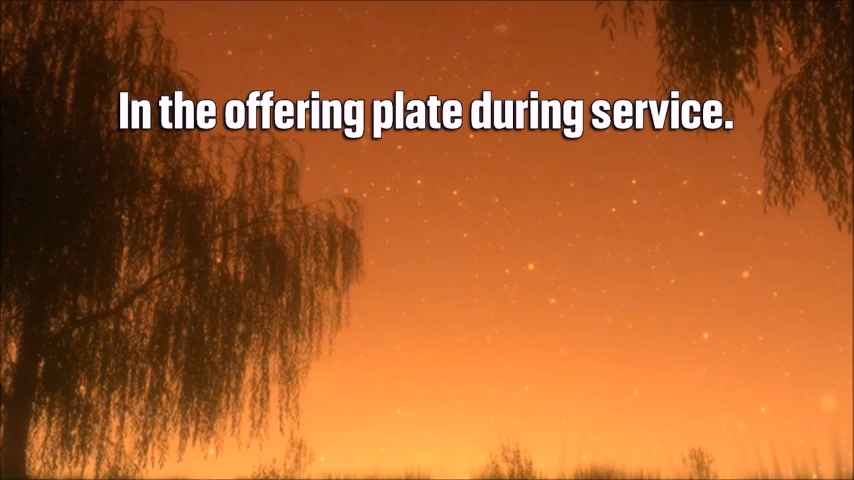 In the offering plate during service.